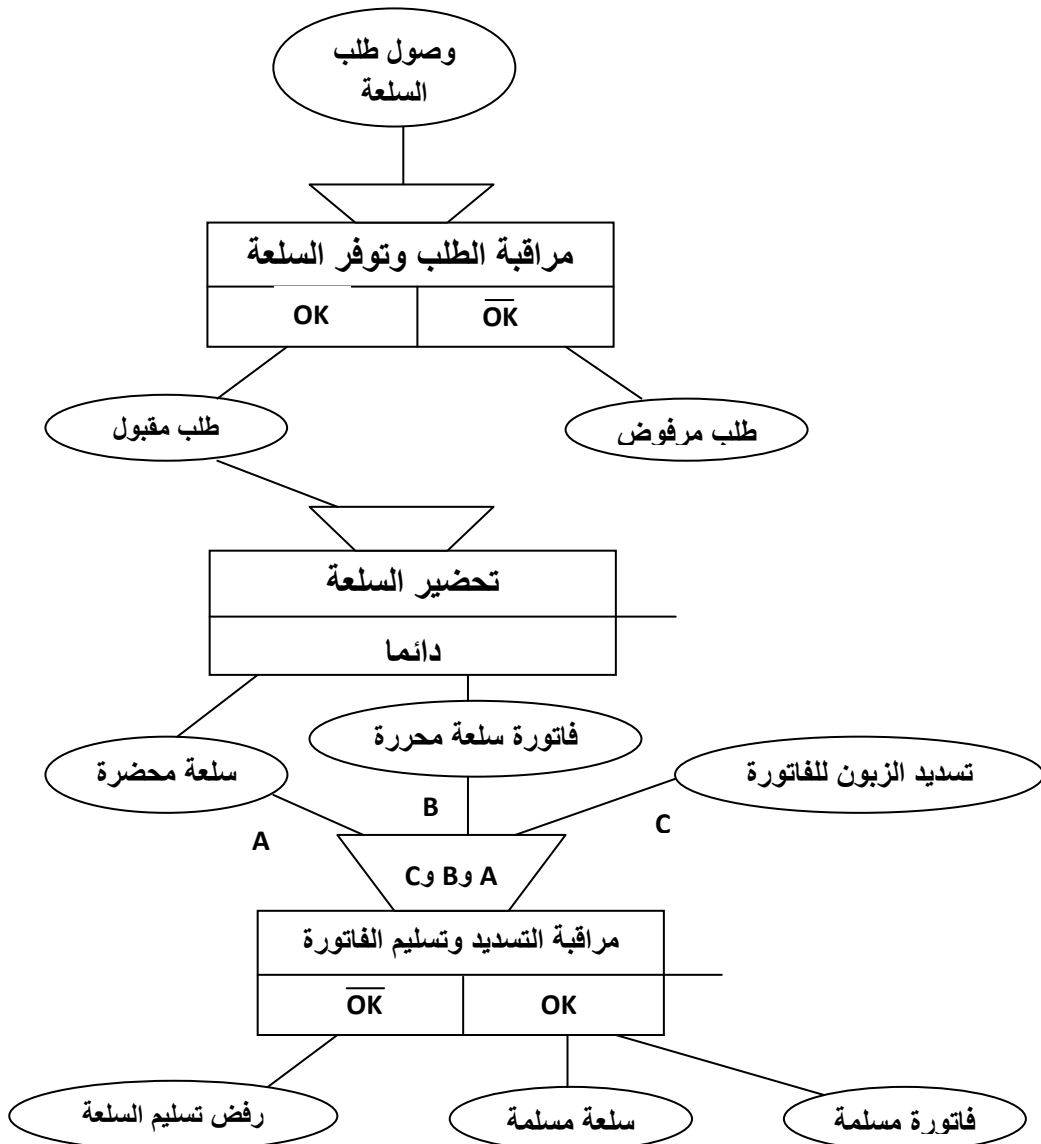 وصول طلب
السلعة
مراقبة الطلب وتوفر السلعة
OK
OK
طلب مقبول
طلب مرفوض
تحضير السلعة
دائما
فاتورة سلعة محررة
سلعة محضرة
تسديد الزبون للفاتورة
A
B
C
A وB وC
مراقبة التسديد وتسليم الفاتورة
OK
OK
رفض تسليم السلعة
سلعة مسلمة
فاتورة مسلمة